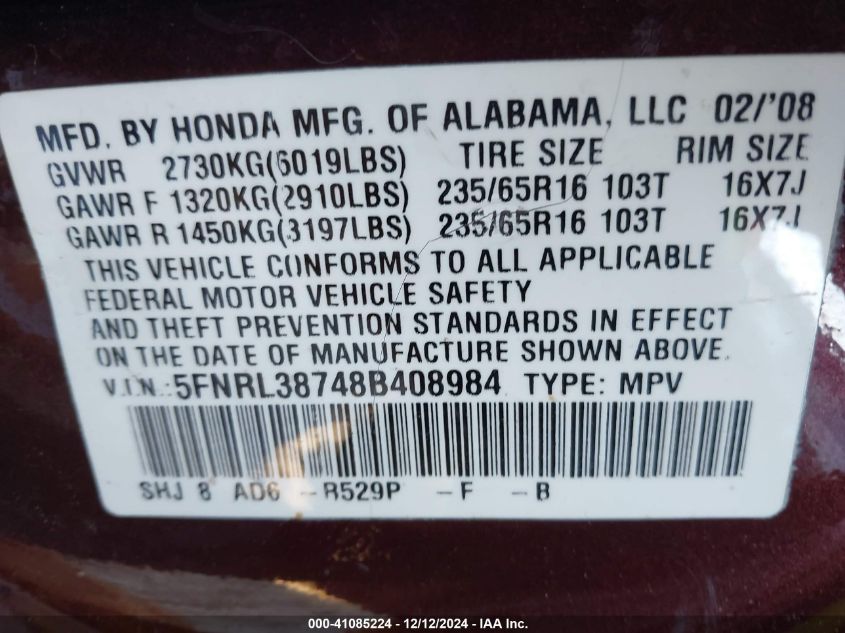 MFD. BY HONDA MFG. OF ALABAMA, LLC 02/'08
GVWR 2730KG(6019LBS) TIRE SIZE RIM SIZE
GAWR F 1320KG(2910LBS) 235/65R16 103T 16X7J
GAWR R 1450KG(3197LBS) 235/65R16 103T 16X7J
THIS VEHICLE CONFORMS TO ALL APPLICABLE
FEDERAL MOTOR VEHICLE SAFETY
AND THEFT PREVENTION STANDARDS IN EFFECT
ON THE DATE OF MANUFACTURE SHOWN ABOVE.
V.I.N.:5FNRL38748B408984 TYPE: MPV
SHJ 8 AD6 -R529P -F -B
000-41085224 - 12/12/2024 - IAA Inc.